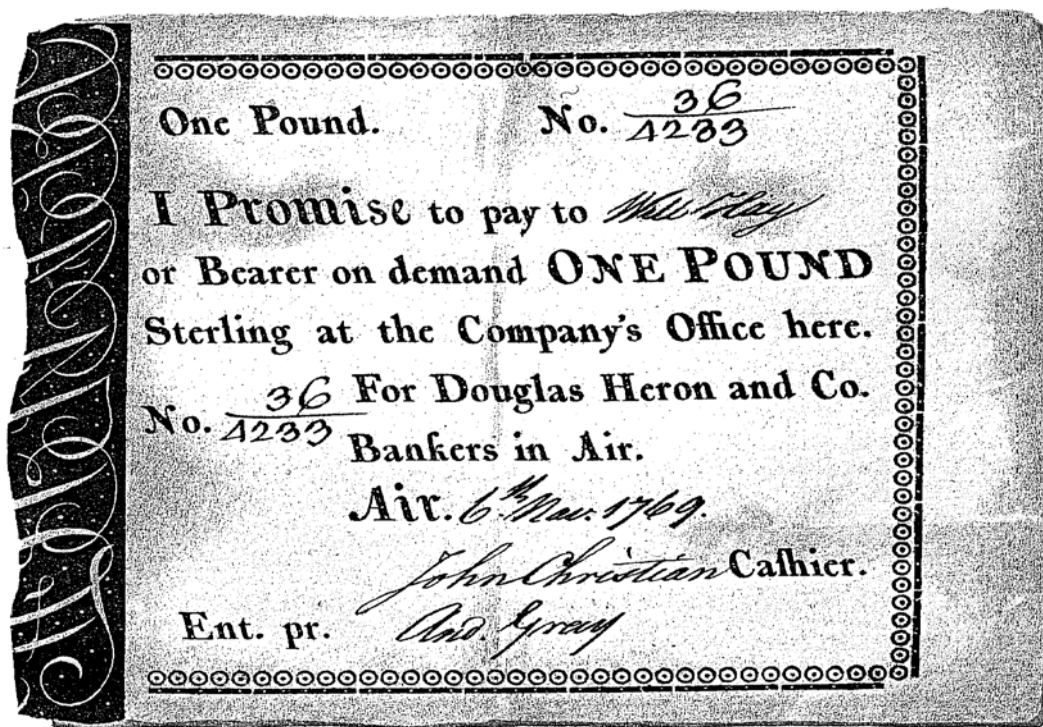 One Pound. No. 36/4233
I Promise to pay to Will Hay
or Bearer on demand ONE POUND
Sterling at the Company's Office here.
No. 36/4233 For Douglas Heron and Co.
Bankers in Air.
Air. 6th Nov. 1769.
John Christian Caſhier.
Ent. pr. And. Gray